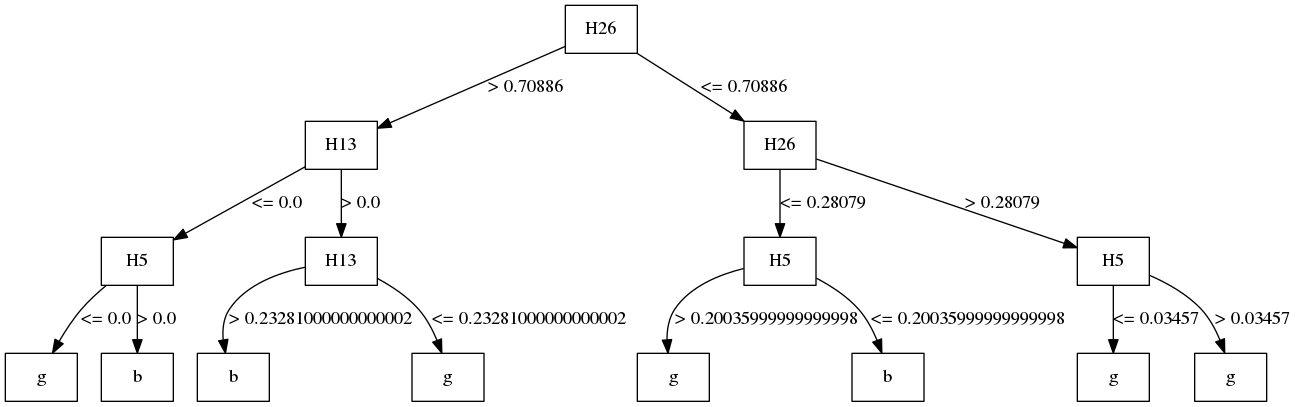 H26
> 0.70886
<= 0.70886
H13
H26
<= 0.0
> 0.0
<= 0.28079
> 0.28079
H5
H13
H5
H5
<= 0.0
> 0.0
> 0.23281000000000002
<= 0.23281000000000002
> 0.20035999999999998
<= 0.20035999999999998
<= 0.03457
> 0.03457
g
b
b
g
g
b
g
g